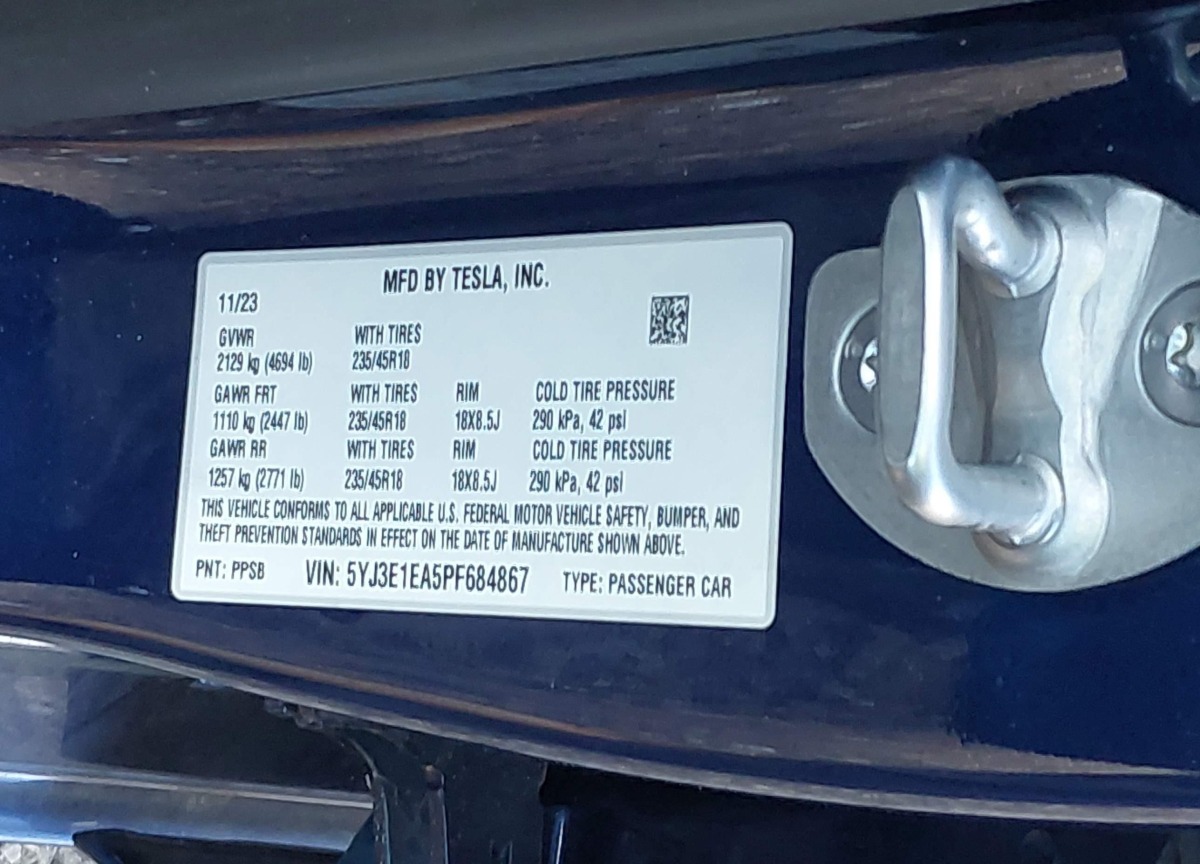 MFD BY TESLA, INC.
11/23
GVWR WITH TIRES
2129 kg (4694 lb) 235/45R18
GAWR FRT WITH TIRES RIM COLD TIRE PRESSURE
1110 kg (2447 lb) 235/45R18 18X8.5J 290 kPa, 42 psi
GAWR RR WITH TIRES RIM COLD TIRE PRESSURE
1257 kg (2771 lb) 235/45R18 18X8.5J 290 kPa, 42 psi
THIS VEHICLE CONFORMS TO ALL APPLICABLE U.S. FEDERAL MOTOR VEHICLE SAFETY, BUMPER, AND
THEFT PREVENTION STANDARDS IN EFFECT ON THE DATE OF MANUFACTURE SHOWN ABOVE.
PNT: PPSB VIN: 5YJ3E1EA5PF684867 TYPE: PASSENGER CAR